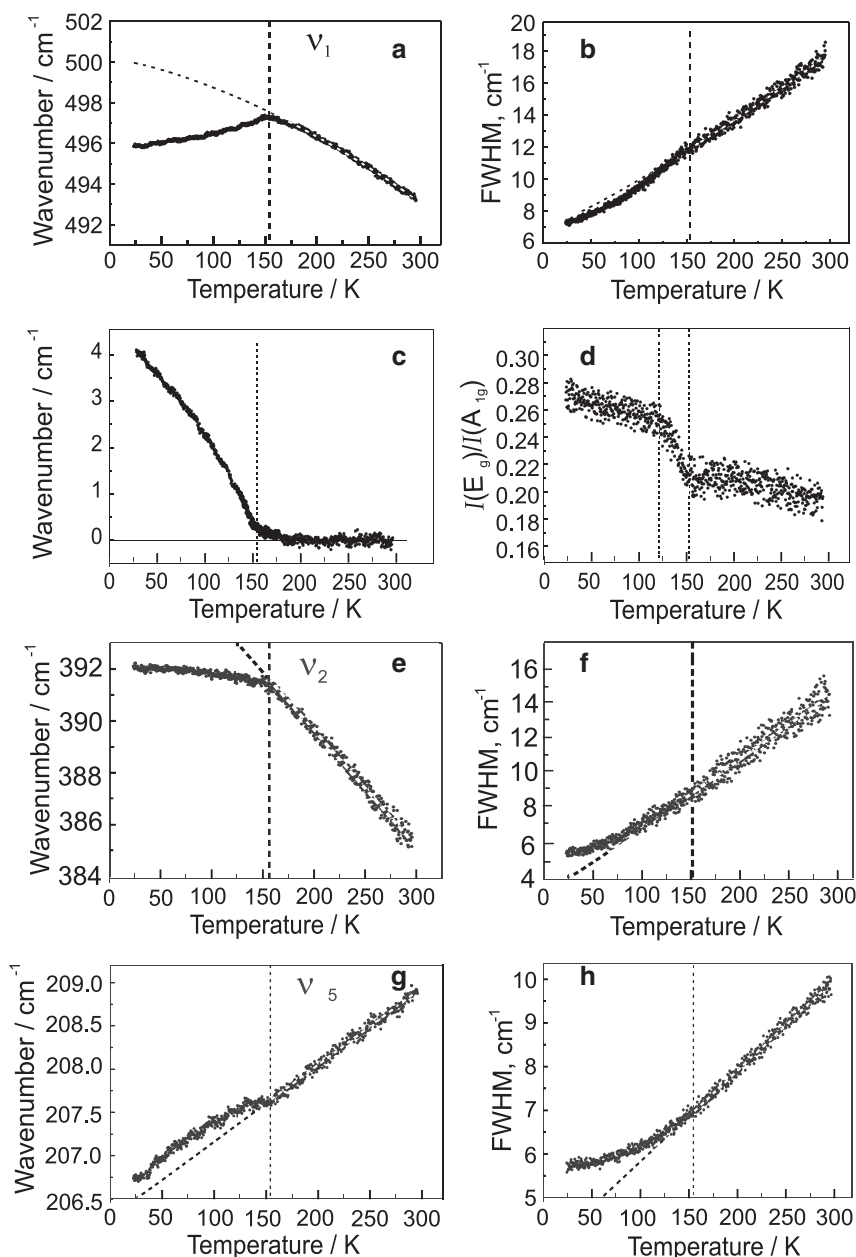 ν1
a
Wavenumber / cm-1
502
500
498
496
494
492
0 50 100 150 200 250 300
Temperature / K
b
FWHM, cm-1
20
18
16
14
12
10
8
6
0 50 100 150 200 250 300
Temperature / K
c
Wavenumber / cm-1
4
3
2
1
0
0 50 100 150 200 250 300
Temperature / K
d
I(E g)/I(A 1g)
0.30
0.28
0.26
0.24
0.22
0.20
0.18
0.16
0 50 100 150 200 250 300
Temperature / K
ν2
e
Wavenumber / cm-1
392
391
388
386
385
384
0 50 100 150 200 250 300
Temperature / K
f
FWHM, cm-1
16
14
12
10
8
6
4
0 50 100 150 200 250 300
Temperature / K
ν 5
g
Wavenumber / cm-1
209.0
208.5
208.0
207.5
207.0
206.5
0 50 100 150 200 250 300
Temperature / K
h
FWHM, cm-1
10
9
8
7
6
5
0 50 100 150 200 250 300
Temperature / K